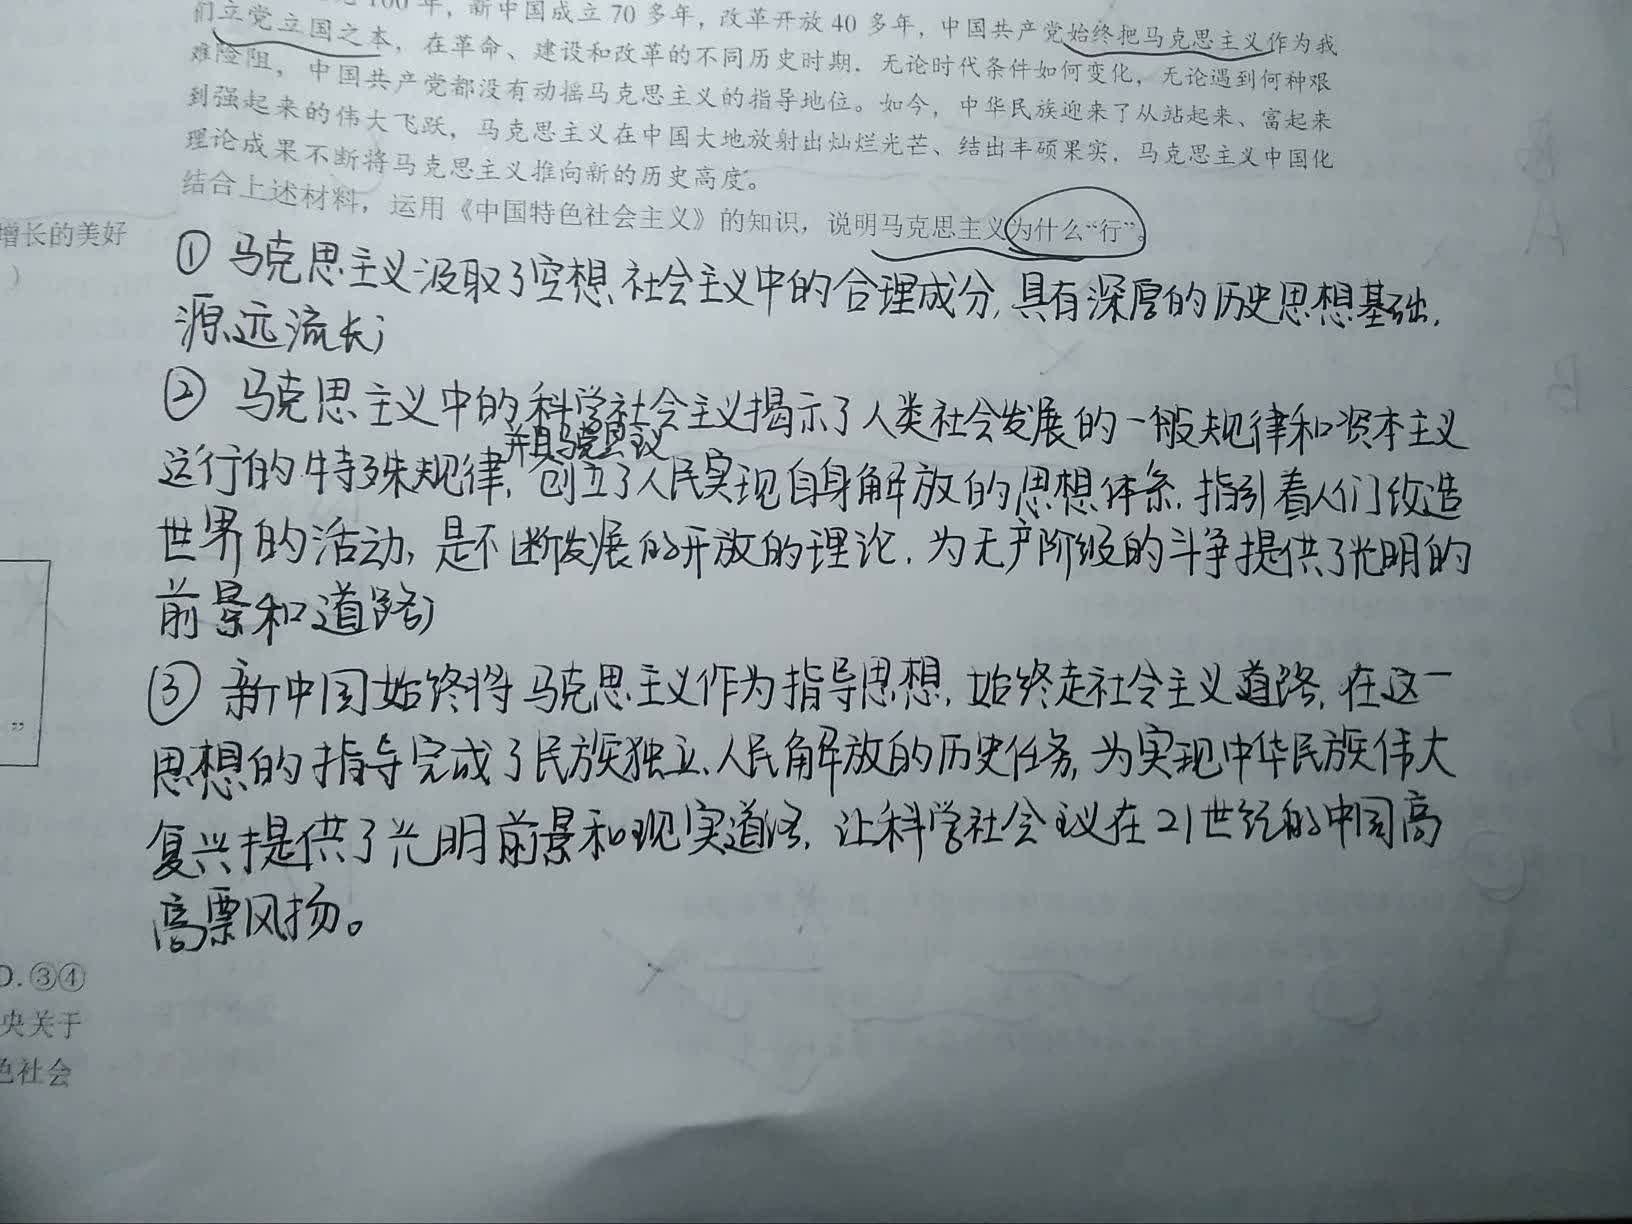 100年，新中国成立70多年，改革开放40多年，中国共产党始终把马克思主义作为我
们立党立国之本，在革命、建设和改革的不同历史时期，无论时代条件如何变化，无论遇到何种艰
难险阻，中国共产党都没有动摇马克思主义的指导地位。如今，中华民族迎来了从站起来、富起来
到强起来的伟大飞跃，马克思主义在中国大地放射出灿烂光芒、结出丰硕果实，马克思主义中国化
理论成果不断将马克思主义推向新的历史高度。
结合上述材料，运用《中国特色社会主义》的知识，说明马克思主义为什么“行”。
①马克思主义汲取了空想社会主义中的合理成分,具有深厚的历史思想基础,
源远流长;
②马克思主义中的科学社会主义揭示了人类社会发展的一般规律和资本主义
并且马克思主义
运行的特殊规律,创立了人民实现自身解放的思想体系,指引着人们改造
世界的活动,是不断发展的开放的理论,为无产阶级的斗争提供了光明的
前景和道路;
③新中国始终将马克思主义作为指导思想,始终走社会主义道路,在这一
思想的指导完成了民族独立、人民解放的历史任务,为实现中华民族伟大
复兴提供了光明前景和现实道路,让科学社会主义在21世纪的中国高
高票风扬。
增长的美好
）
”
D.③④
央关于
色社会